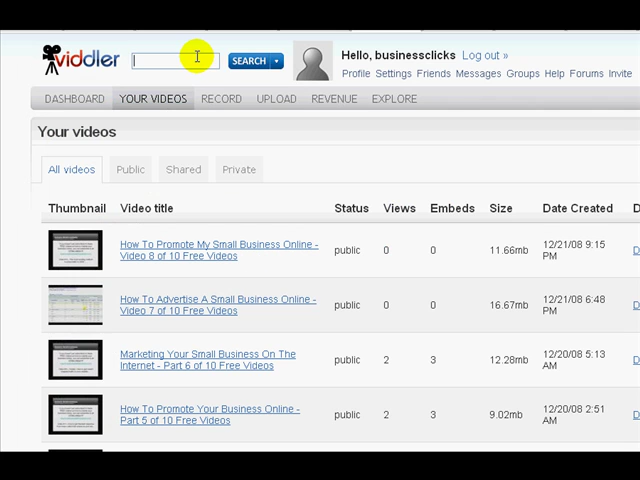 viddler
SEARCH
Hello, businessclicks Log out »
Profile Settings Friends Messages Groups Help Forums Invite
DASHBOARD YOUR VIDEOS RECORD UPLOAD REVENUE EXPLORE
Your videos
All videos Public Shared Private
Thumbnail Video title Status Views Embeds Size Date Created D
How To Promote My Small Business Online -
Video 8 of 10 Free Videos
public 0 0 11.66mb
12/21/08 9:15
PM
D
How To Advertise A Small Business Online -
Video 7 of 10 Free Videos
public 0 0 16.67mb
12/21/08 6:48
PM
D
Marketing Your Small Business On The
Internet - Part 6 of 10 Free Videos
public 2 3 12.28mb
12/20/08 5:13
AM
D
How To Promote Your Business Online -
Part 5 of 10 Free Videos
public 2 3 9.02mb
12/20/08 2:51
AM
D